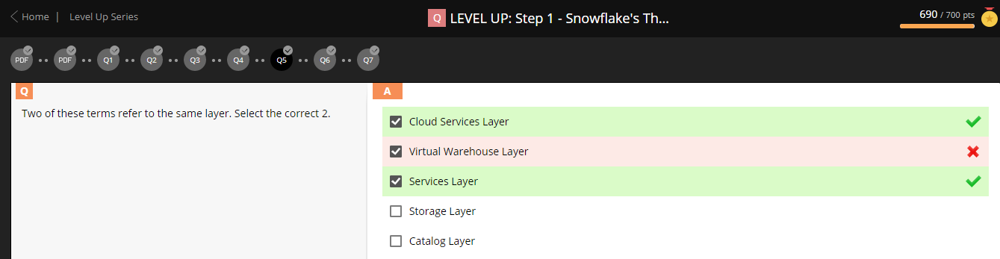 Home | Level Up Series
Q LEVEL UP: Step 1 - Snowflake's Th...
690 / 700 pts
PDF PDF Q1 Q2 Q3 Q4 Q5 Q6 Q7
Q
Two of these terms refer to the same layer. Select the correct 2.
A
Cloud Services Layer
Virtual Warehouse Layer
Services Layer
Storage Layer
Catalog Layer